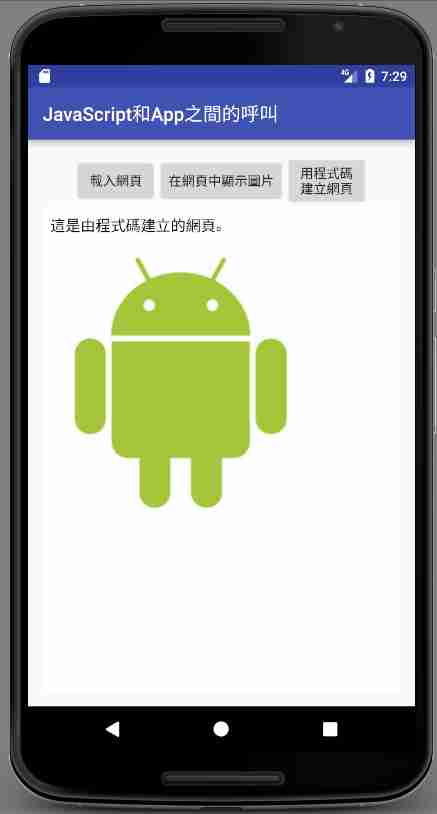 4G 7:29
JavaScript和App之間的呼叫
載入網頁 在網頁中顯示圖片 用程式碼
建立網頁
這是由程式碼建立的網頁。